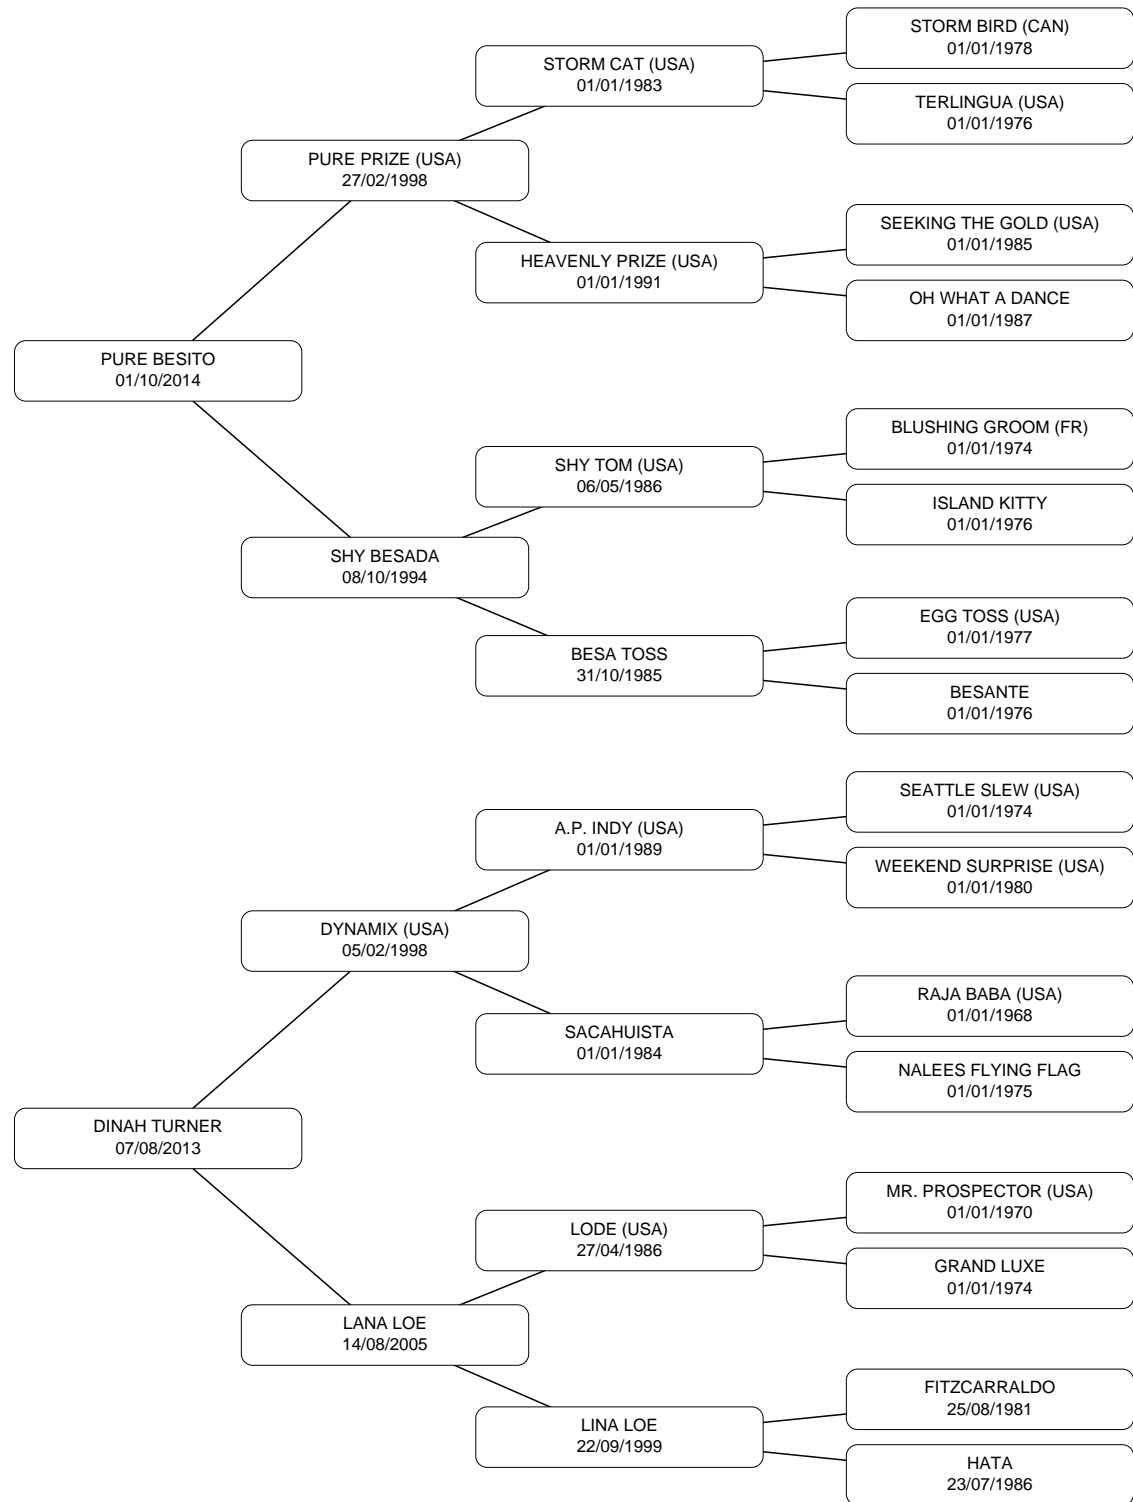 STORM BIRD (CAN)
01/01/1978
STORM CAT (USA)
01/01/1983
TERLINGUA (USA)
01/01/1976
PURE PRIZE (USA)
27/02/1998
SEEKING THE GOLD (USA)
01/01/1985
HEAVENLY PRIZE (USA)
01/01/1991
OH WHAT A DANCE
01/01/1987
PURE BESITO
01/10/2014
BLUSHING GROOM (FR)
01/01/1974
SHY TOM (USA)
06/05/1986
ISLAND KITTY
01/01/1976
SHY BESADA
08/10/1994
EGG TOSS (USA)
01/01/1977
BESA TOSS
31/10/1985
BESANTE
01/01/1976
SEATTLE SLEW (USA)
01/01/1974
A.P. INDY (USA)
01/01/1989
WEEKEND SURPRISE (USA)
01/01/1980
DYNAMIX (USA)
05/02/1998
RAJA BABA (USA)
01/01/1968
SACAHUISTA
01/01/1984
NALEES FLYING FLAG
01/01/1975
DINAH TURNER
07/08/2013
MR. PROSPECTOR (USA)
01/01/1970
LODE (USA)
27/04/1986
GRAND LUXE
01/01/1974
LANA LOE
14/08/2005
FITZCARRALDO
25/08/1981
LINA LOE
22/09/1999
HATA
23/07/1986